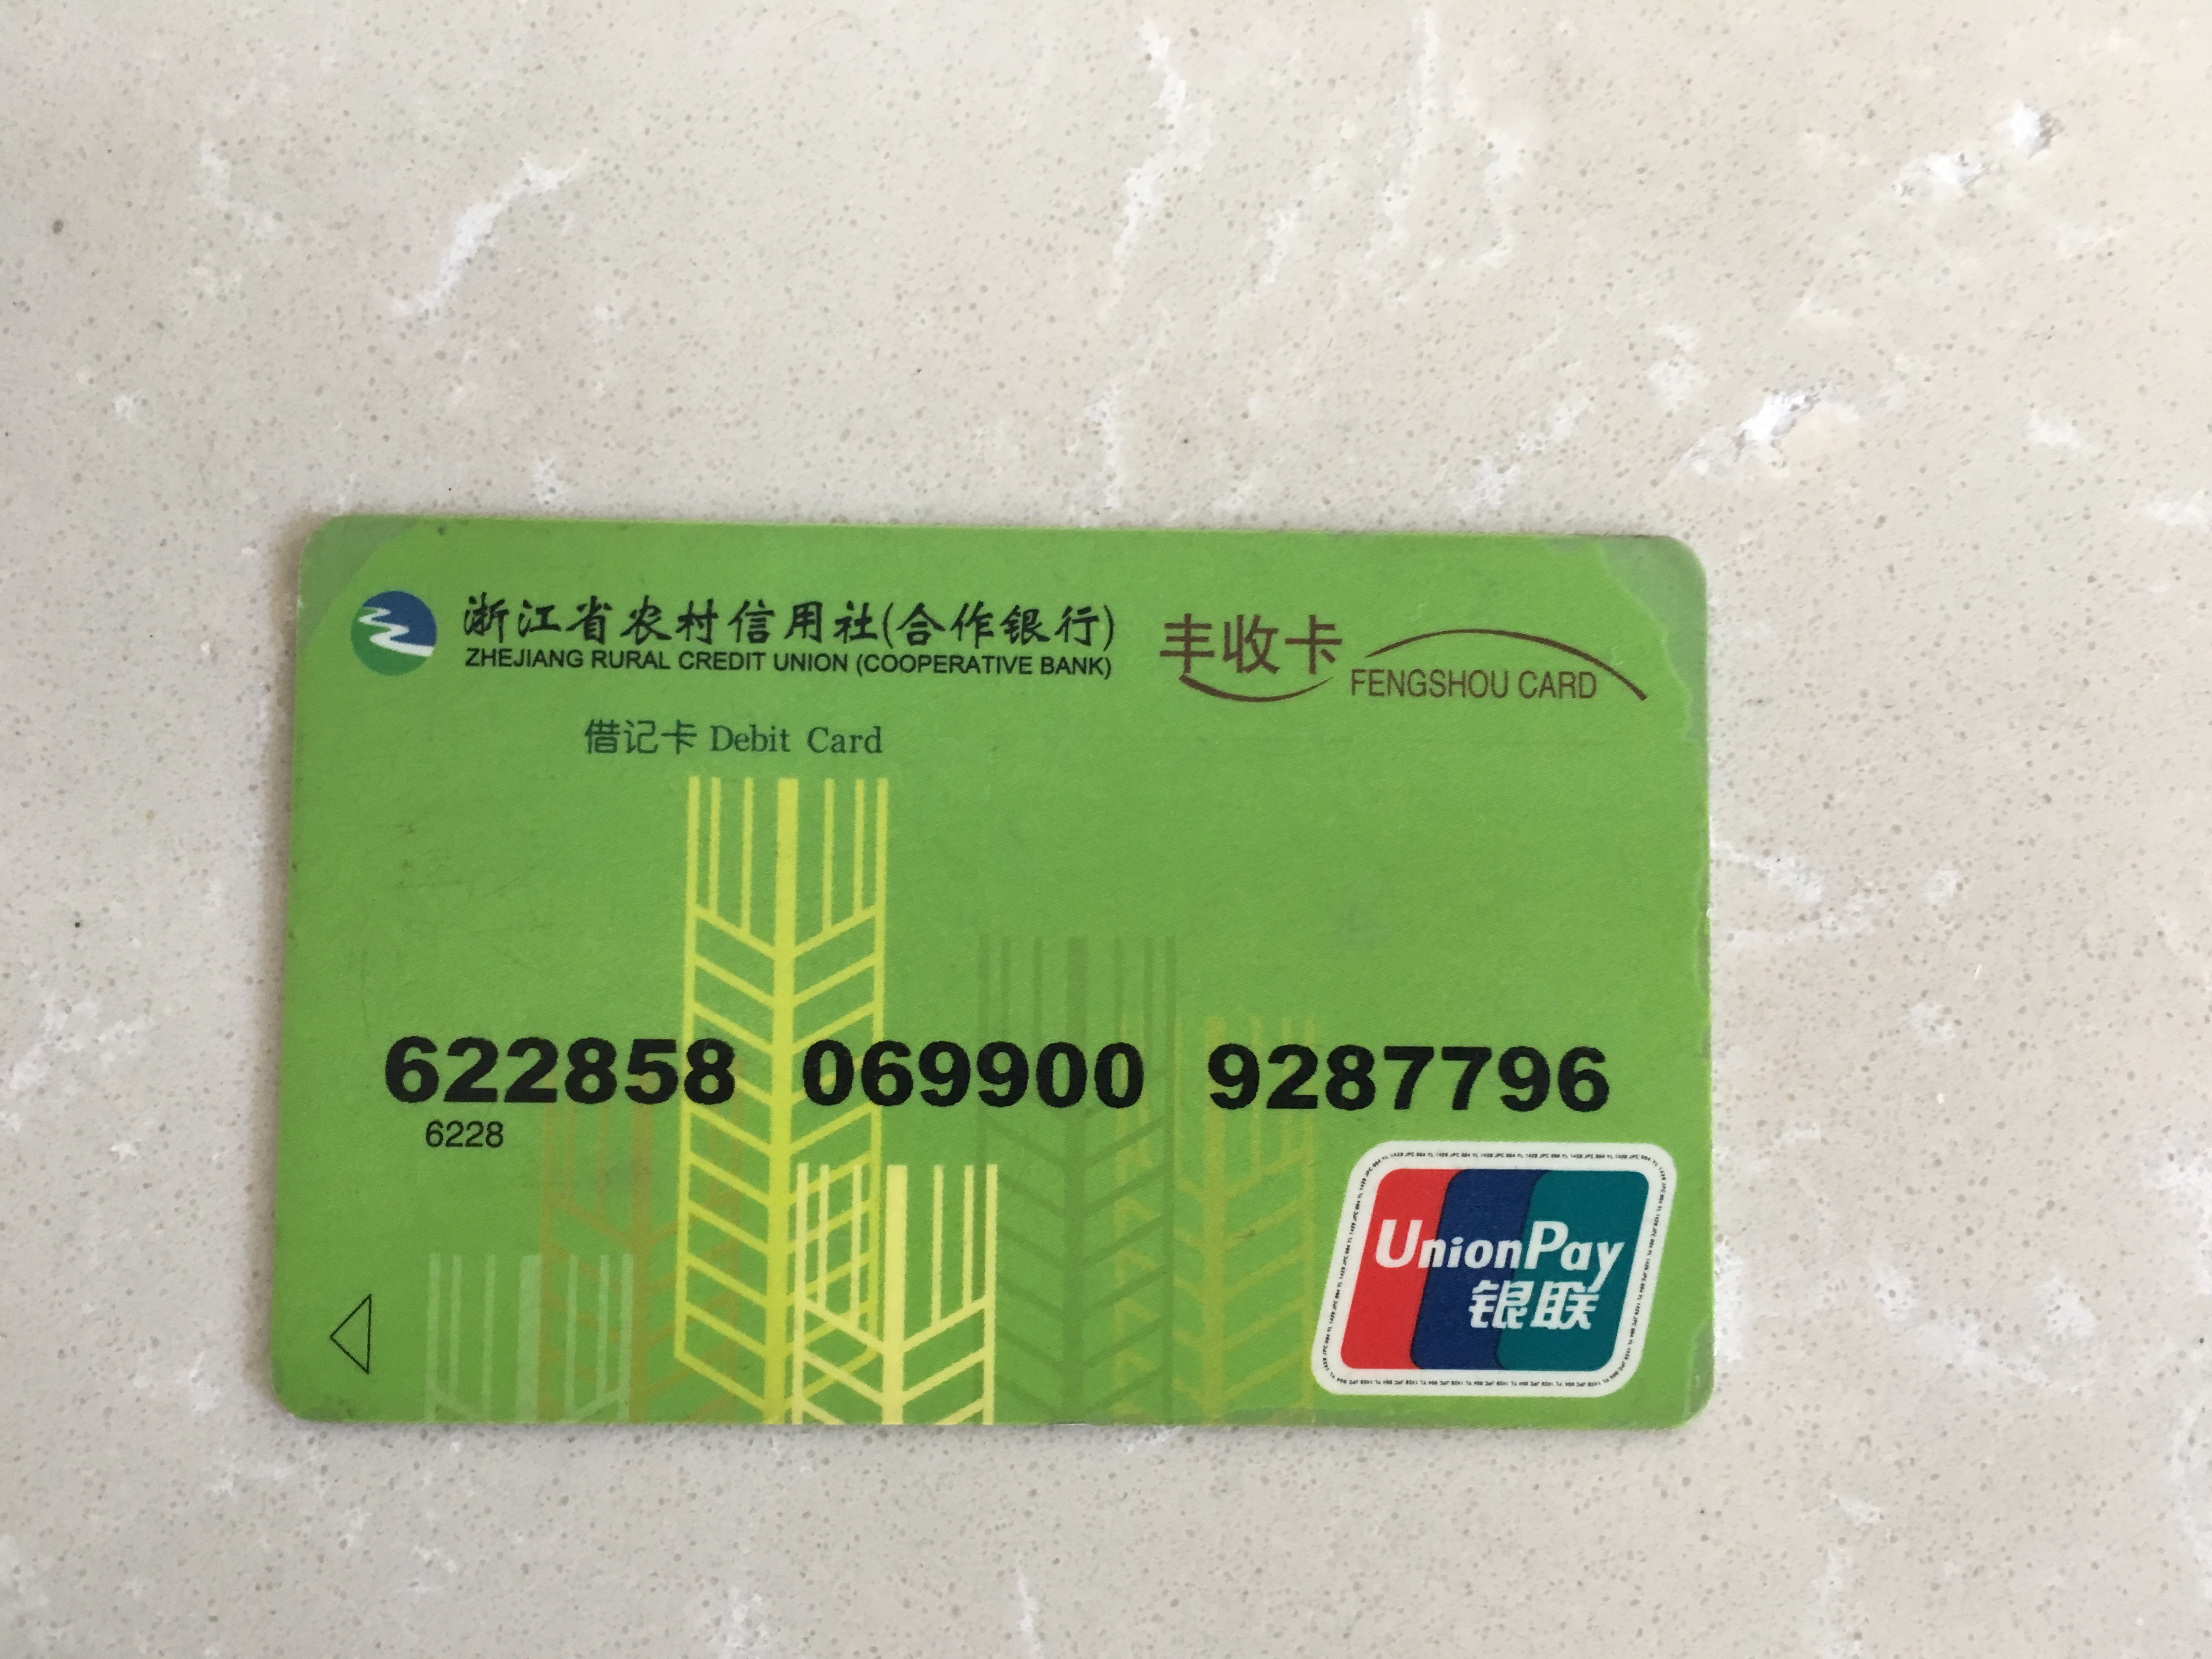 浙江省农村信用社(合作银行)
ZHEJIANG RURAL CREDIT UNION (COOPERATIVE BANK)
丰收卡 FENGSHOU CARD
借记卡 Debit Card
622858 069900 9287796
6228
UnionPay
银联